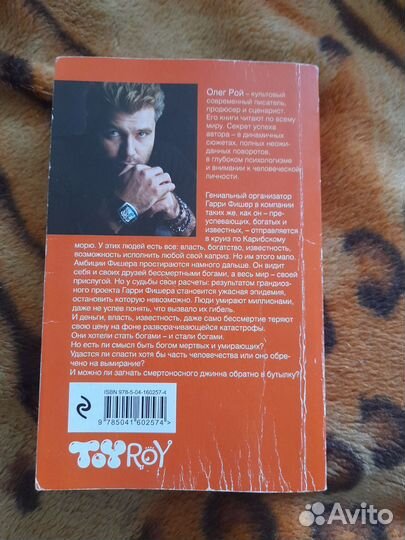 Олег Рой – культовый
современный писатель,
продюсер и сценарист.
Его книги читают по всему
миру. Секрет успеха
автора – в динамичных
сюжетах, полных неожи-
данных поворотов,
в глубоком психологизме
и внимании к человеческой
личности.
Гениальный организатор
Гарри Фишер в компании
таких же, как он – пре-
успевающих, богатых и
известных, – отправляется
в круиз по Карибскому
морю. У этих людей есть все: власть, богатство, известность,
возможность исполнить любой свой каприз. Но им этого мало.
Амбиции Фишера простираются намного дальше. Он видит
себя и своих друзей бессмертными богами, а весь мир – своей
прислугой. Но у судьбы свои расчеты: результатом грандиоз-
ного проекта Гарри Фишера становится ужасная эпидемия,
остановить которую невозможно. Люди умирают миллионами,
даже не успев понять, что вызвало их гибель.
И деньги, власть, известность, даже само бессмертие теряют
свою цену на фоне разворачивающейся катастрофы.
Они хотели стать богами – и стали богами.
Но есть ли смысл быть богом мертвых и умирающих?
Удастся ли спасти хотя бы часть человечества или оно обре-
чено на вымирание?
И можно ли загнать смертоносного джинна обратно в бутылку?
ISBN 978-5-04-160257-4
9 785041 602574 >
TOYROY
Avito